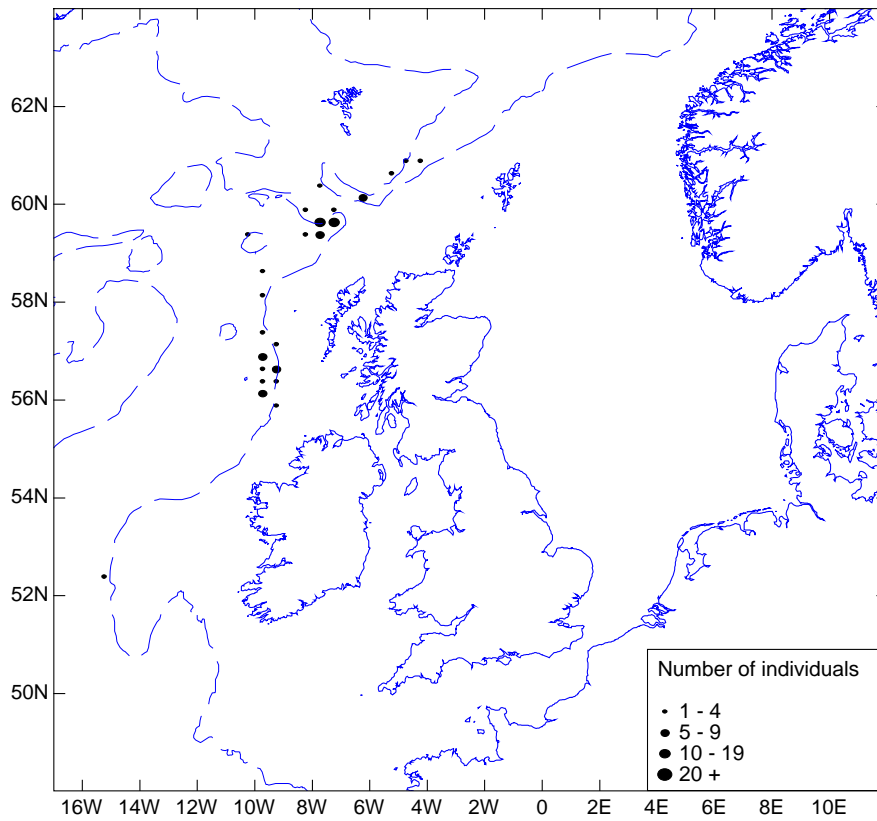 62N
60N
58N
56N
54N
52N
50N
Number of individuals
1 - 4
5 - 9
10 - 19
20 +
16W 14W 12W 10W 8W 6W 4W 2W 0 2E 4E 6E 8E 10E